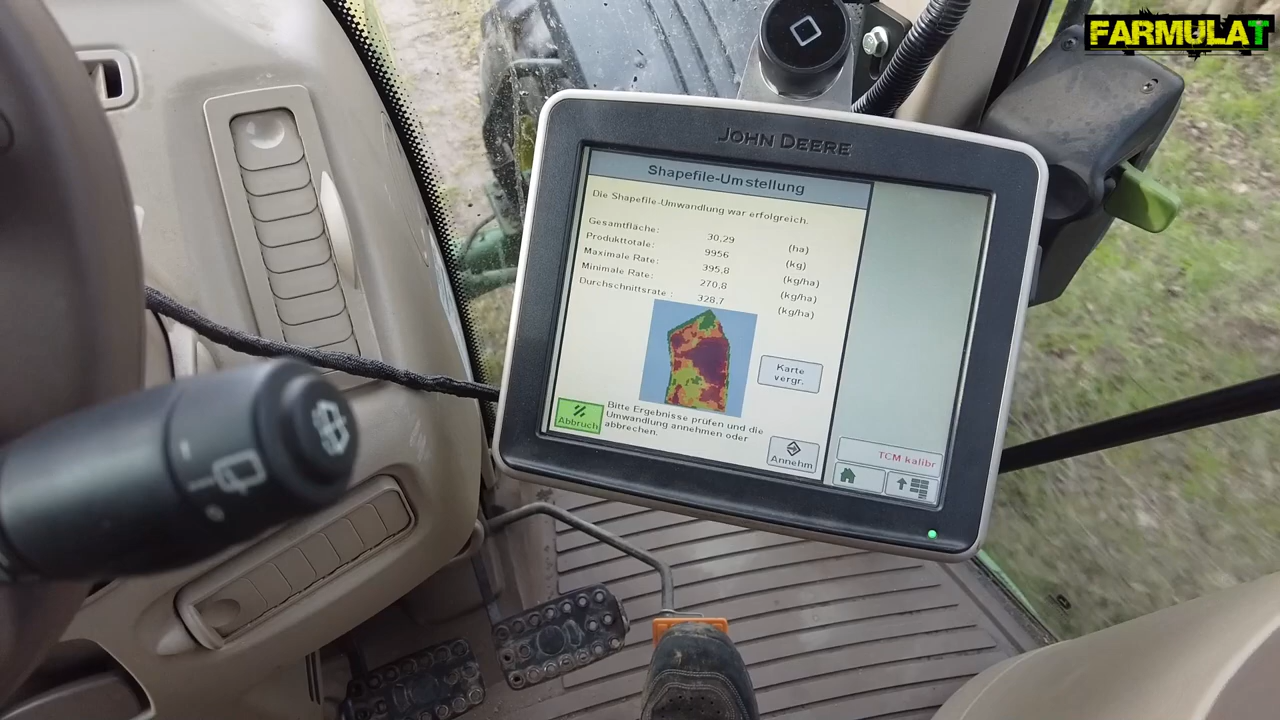 FARMULAT
JOHN DEERE
Shapefile-Umstellung
Die Shapefile-Umwandlung war erfolgreich.
Gesamtfläche: 30,29 (ha)
Produkttotale: 9956 (kg)
Maximale Rate: 395,8 (kg/ha)
Minimale Rate: 270,8 (kg/ha)
Durchschnittsrate : 328,7 (kg/ha)
Karte
vergr.
Abbruch
Bitte Ergebnisse prüfen und die
Umwandlung annehmen oder
abbrechen.
Annehm
TCM kalibr